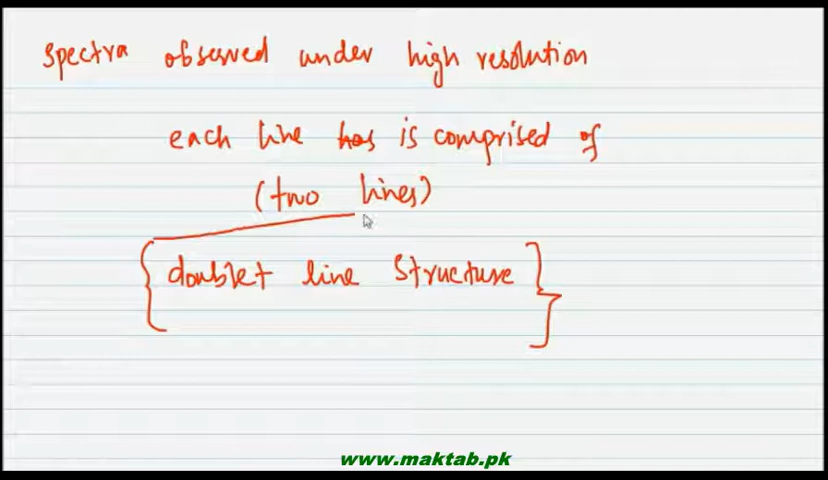 spectra observed under high resolution
each line has is comprised of
(two lines)
{doublet line structure}
www.maktab.pk